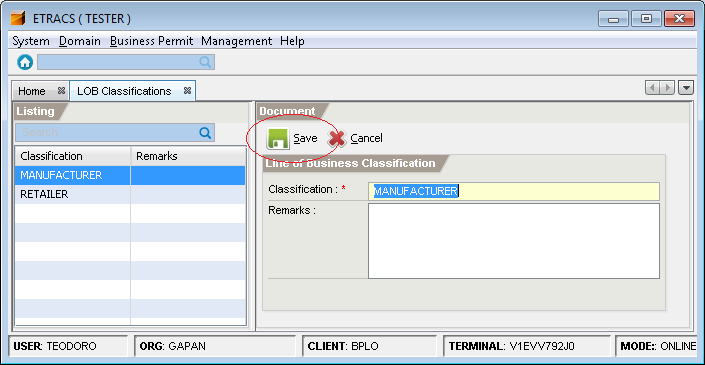 ETRACS ( TESTER )
System Domain Business Permit Management Help
Home LOB Classifications
Listing
Search
Classification Remarks
MANUFACTURER
RETAILER
Document
Save Cancel
Line of Business Classification
Classification : * MANUFACTURER
Remarks :
USER: TEODORO ORG: GAPAN CLIENT: BPLO TERMINAL: V1EVV792J0 MODE:: ONLINE